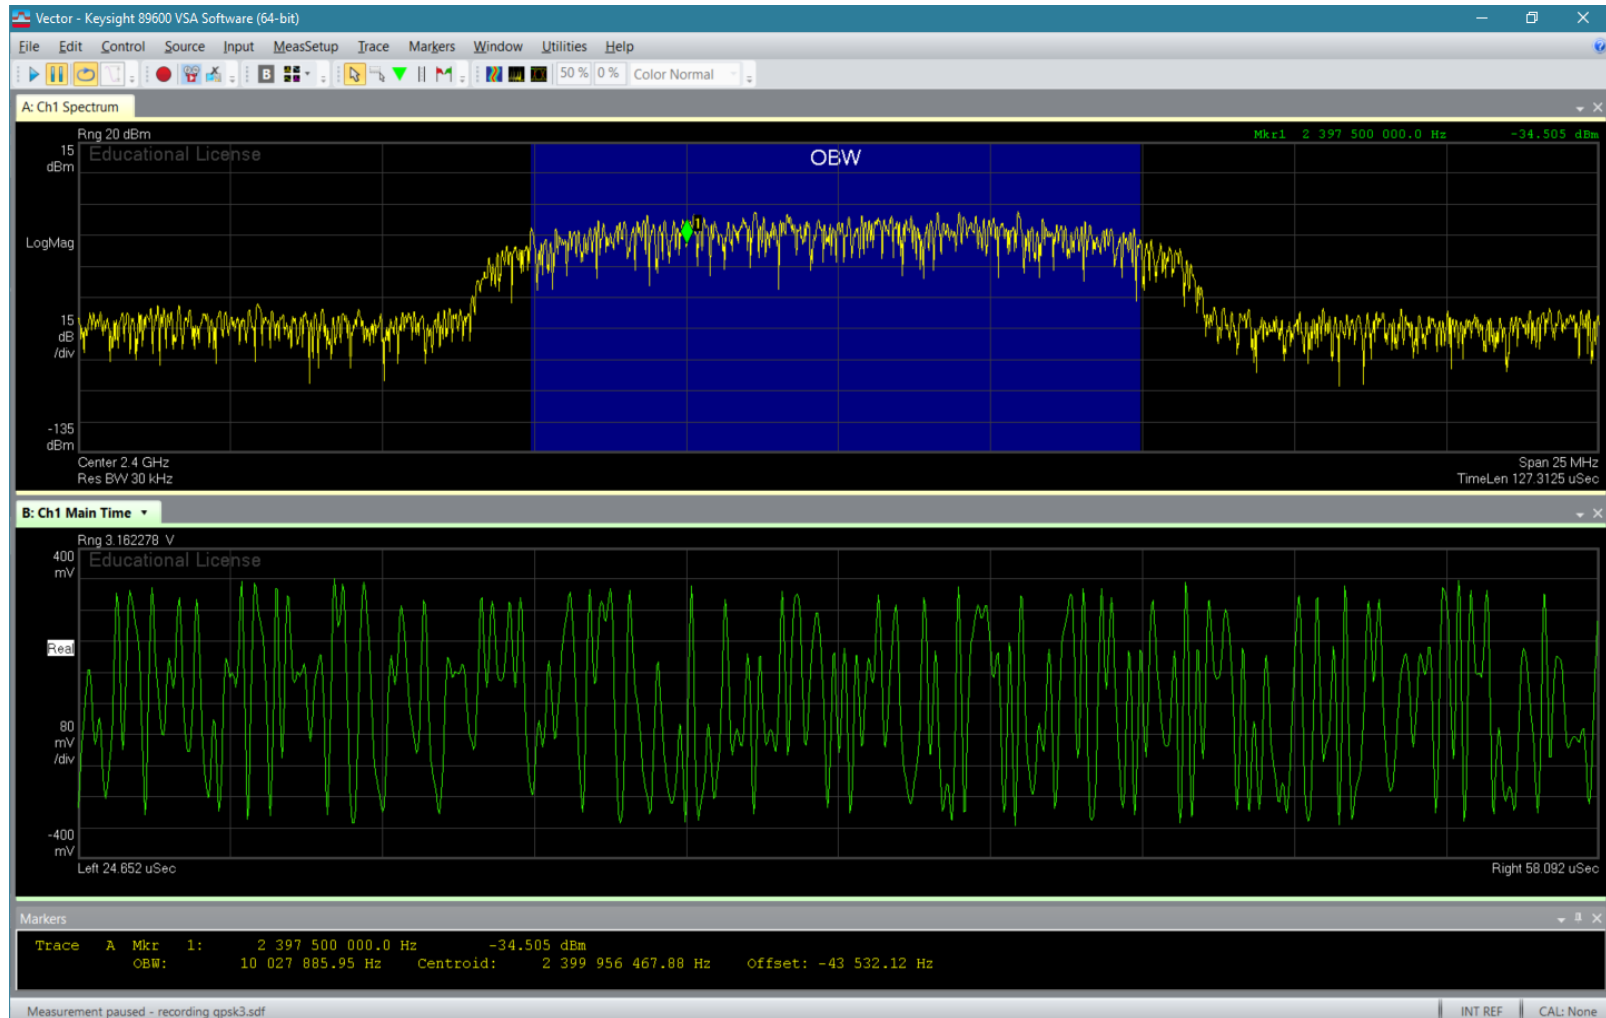 Vector - Keysight 89600 VSA Software (64-bit)
File Edit Control Source Input MeasSetup Trace Markers Window Utilities Help
B 50 % 0 % Color Normal
A: Ch1 Spectrum
Rng 20 dBm Mkr1 2 397 500 000.0 Hz -34.505 dBm
15 dBm
Educational License
OBW
1
LogMag
15 dB /div
-135 dBm
Center 2.4 GHz Span 25 MHz
Res BW 30 kHz TimeLen 127.3125 uSec
B: Ch1 Main Time
Rng 3.162278 V
400 mV
Educational License
Real
80 mV /div
-400 mV
Left 24.652 uSec Right 58.092 uSec
Markers
Trace A Mkr 1: 2 397 500 000.0 Hz -34.505 dBm
OBW: 10 027 885.95 Hz Centroid: 2 399 956 467.88 Hz Offset: -43 532.12 Hz
Measurement paused - recording qpsk3.sdf INT REF CAL: None